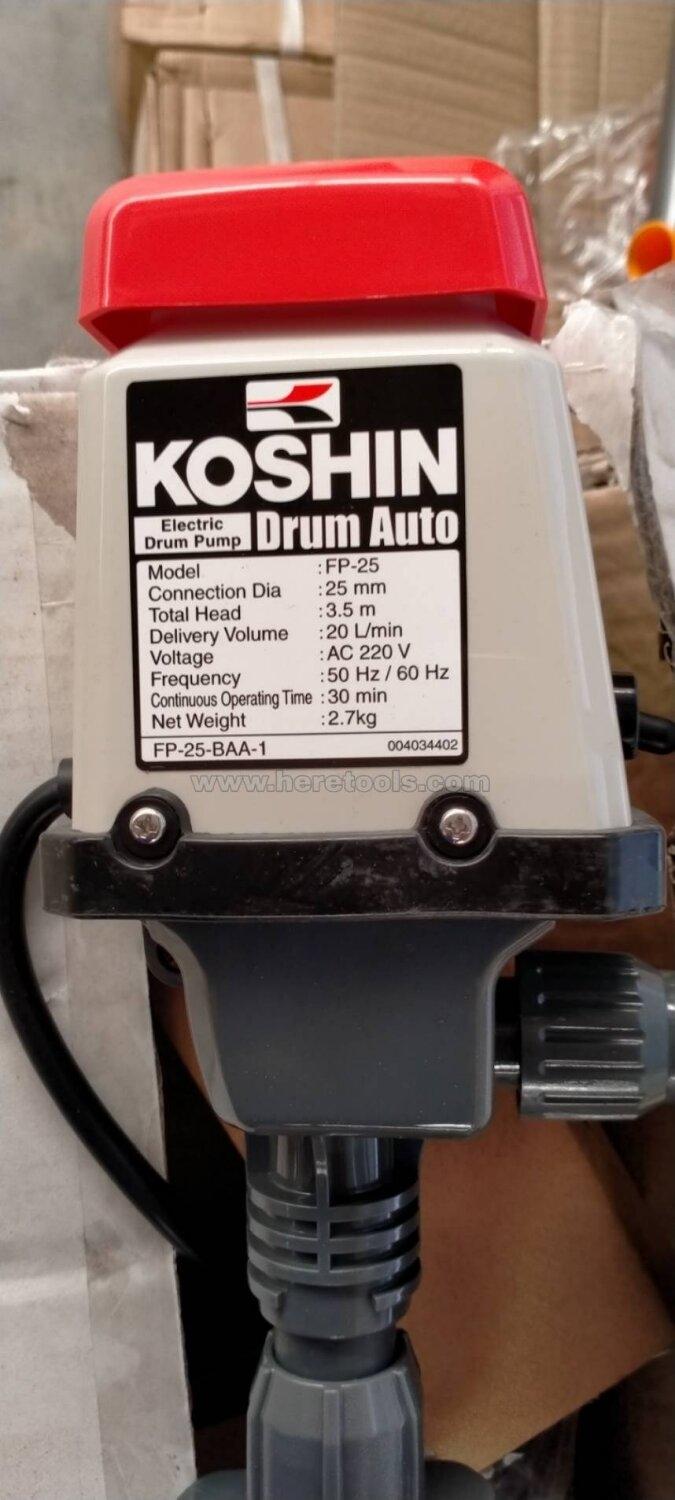 KOSHIN
Electric
Drum Pump
Drum Auto
Model : FP-25
Connection Dia : 25 mm
Total Head : 3.5 m
Delivery Volume : 20 L/min
Voltage : AC 220 V
Frequency : 50 Hz / 60 Hz
Continuous Operating Time : 30 min
Net Weight : 2.7kg
FP-25-BAA-1 004034402
www.heretools.com